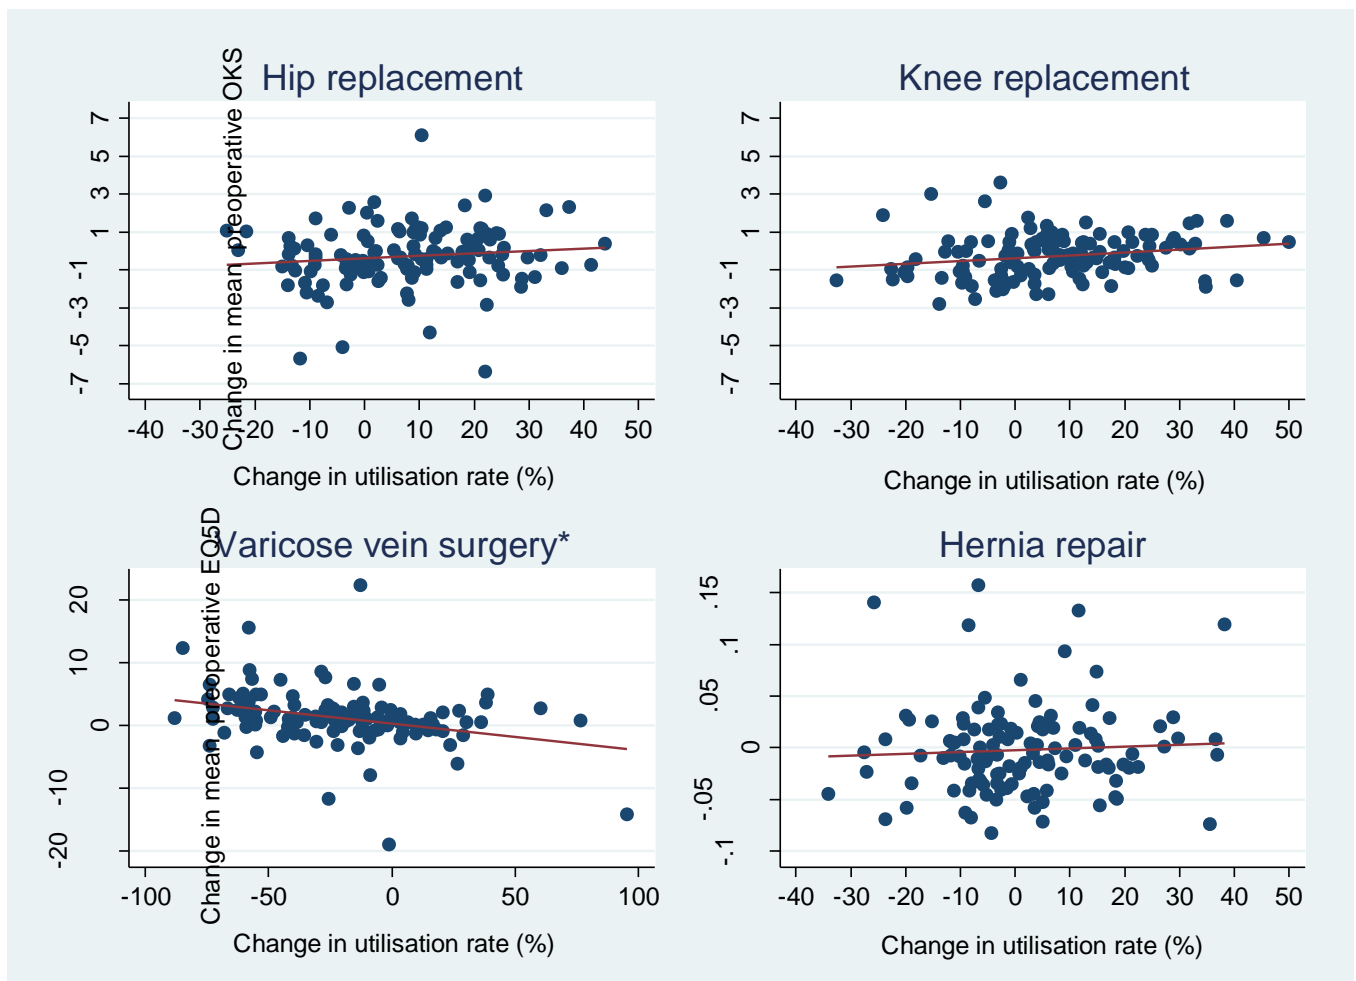 Hip replacement
Change in mean preoperative OKS
7
5
3
1
-1
-3
-5
-7
-40 -30 -20 -10 0 10 20 30 40 50
Change in utilisation rate (%)
Knee replacement
7
5
3
1
-1
-3
-5
-7
-40 -30 -20 -10 0 10 20 30 40 50
Change in utilisation rate (%)
Varicose vein surgery*
Change in mean preoperative EQ5D
20
10
0
-10
-20
-100 -50 0 50 100
Change in utilisation rate (%)
Hernia repair
.15
.1
.05
0
-.05
-.1
-40 -30 -20 -10 0 10 20 30 40 50
Change in utilisation rate (%)